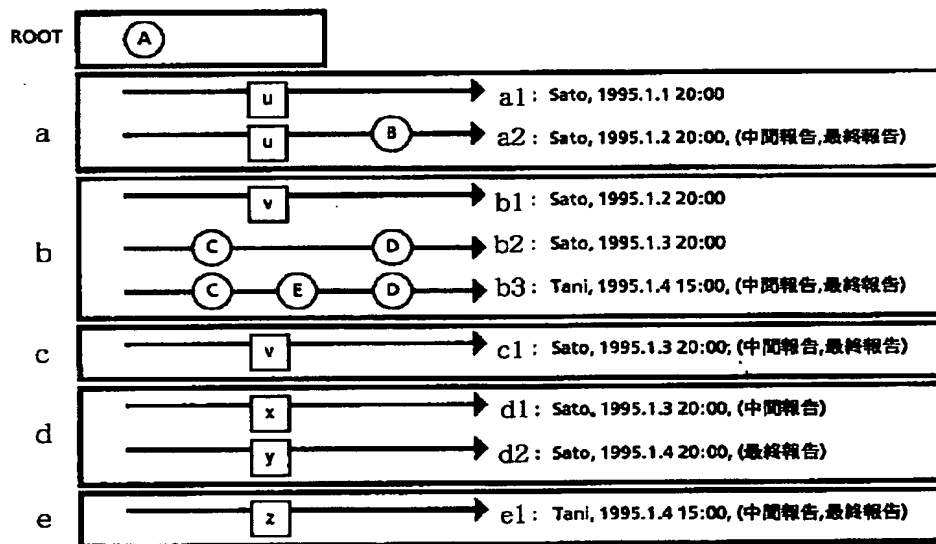 ROOT A
a
u a1 : Sato, 1995.1.1 20:00
u B a2 : Sato, 1995.1.2 20:00, (中間報告,最終報告)
b
v b1 : Sato, 1995.1.2 20:00
C D b2 : Sato, 1995.1.3 20:00
C E D b3 : Tani, 1995.1.4 15:00, (中間報告,最終報告)
c
v c1 : Sato, 1995.1.3 20:00, (中間報告,最終報告)
d
x d1 : Sato, 1995.1.3 20:00, (中間報告)
y d2 : Sato, 1995.1.4 20:00, (最終報告)
e
z e1 : Tani, 1995.1.4 15:00, (中間報告,最終報告)